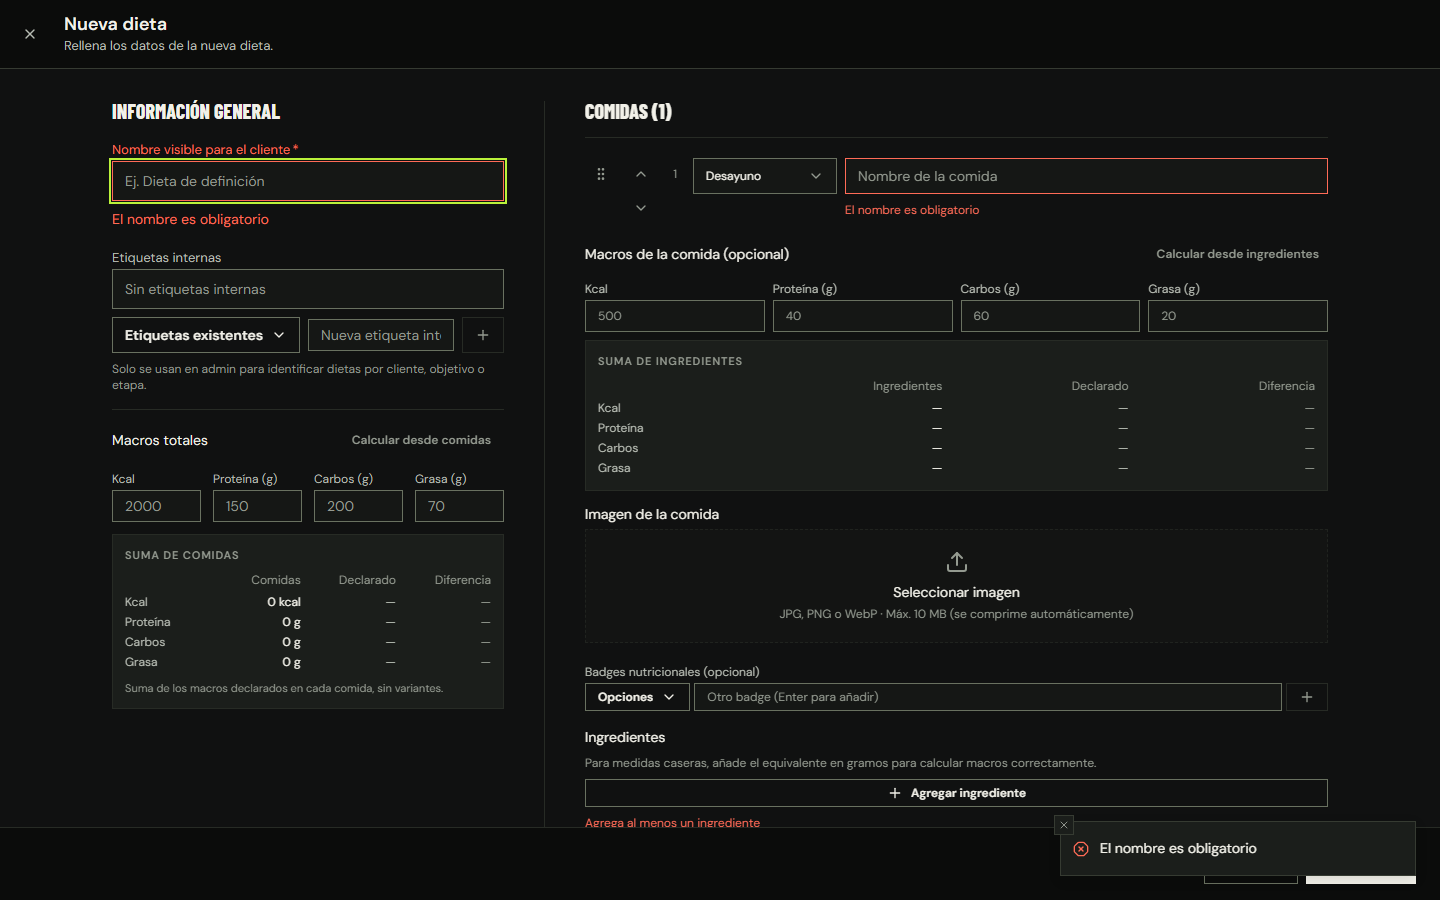 Nueva dieta
Rellena los datos de la nueva dieta.
INFORMACIÓN GENERAL
Nombre visible para el cliente *
Ej. Dieta de definición
El nombre es obligatorio
Etiquetas internas
Sin etiquetas internas
Etiquetas existentes
Nueva etiqueta int
Solo se usan en admin para identificar dietas por cliente, objetivo o
etapa.
Macros totales
Calcular desde comidas
Kcal Proteína (g) Carbos (g) Grasa (g)
2000 150 200 70
SUMA DE COMIDAS
Comidas Declarado Diferencia
Kcal 0 kcal — —
Proteína 0 g — —
Carbos 0 g — —
Grasa 0 g — —
Suma de los macros declarados en cada comida, sin variantes.
COMIDAS (1)
1 Desayuno Nombre de la comida
El nombre es obligatorio
Macros de la comida (opcional)
Calcular desde ingredientes
Kcal Proteína (g) Carbos (g) Grasa (g)
500 40 60 20
SUMA DE INGREDIENTES
Ingredientes Declarado Diferencia
Kcal — — —
Proteína — — —
Carbos — — —
Grasa — — —
Imagen de la comida
Seleccionar imagen
JPG, PNG o WebP · Máx. 10 MB (se comprime automáticamente)
Badges nutricionales (opcional)
Opciones
Otro badge (Enter para añadir)
Ingredientes
Para medidas caseras, añade el equivalente en gramos para calcular macros correctamente.
Agregar ingrediente
Agrega al menos un ingrediente
El nombre es obligatorio